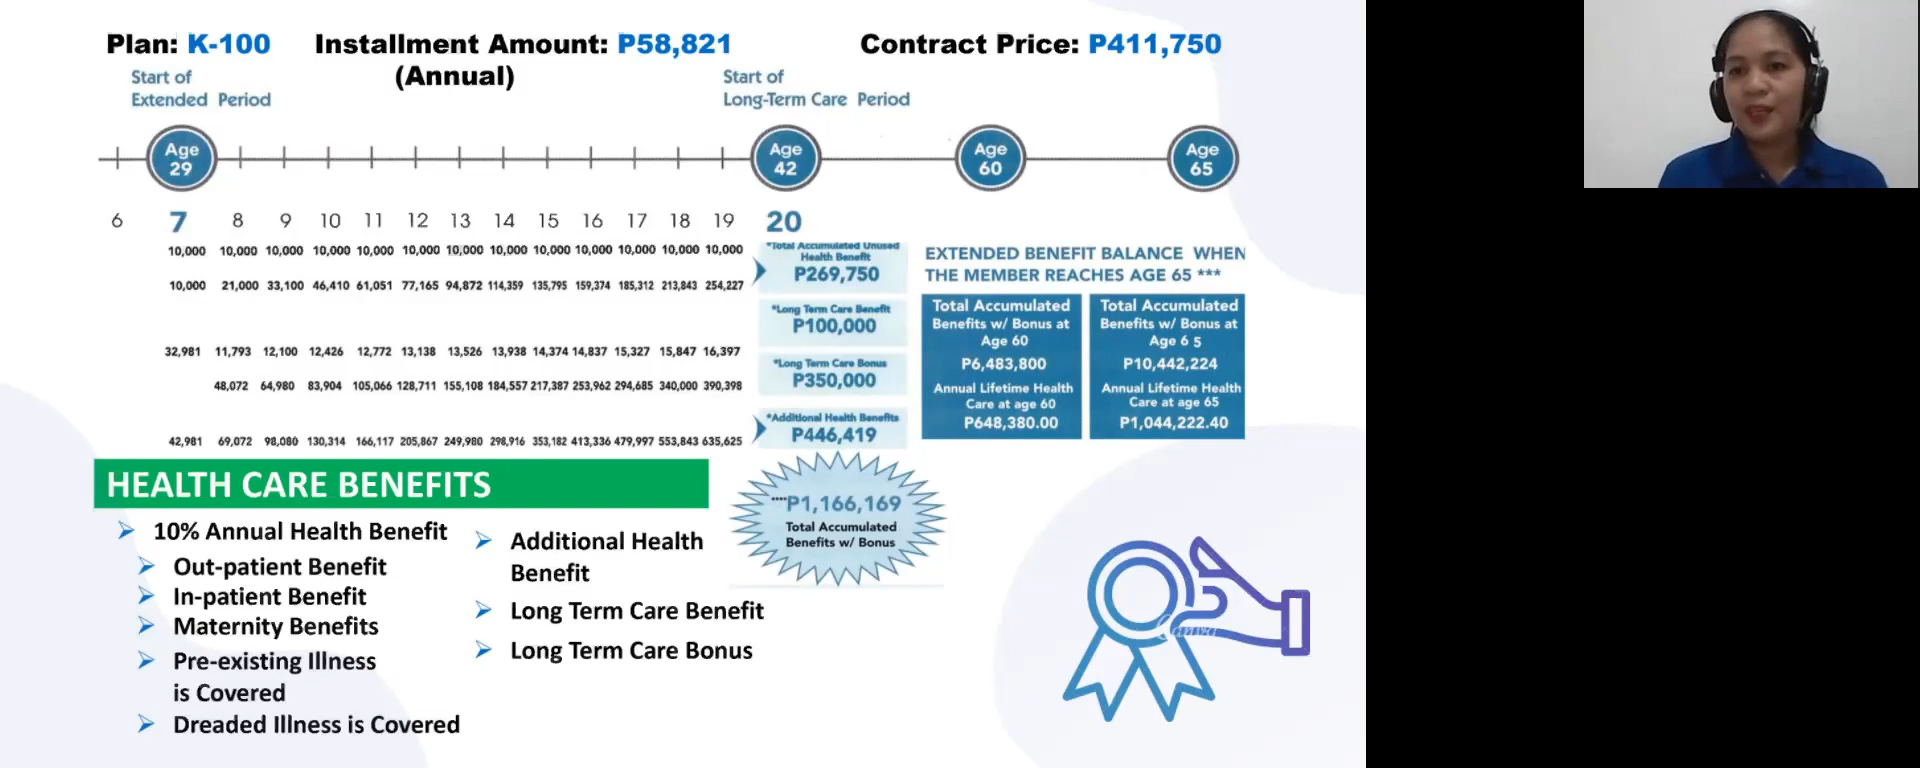 Plan: K-100 Installment Amount: P58,821 Contract Price: P411,750
(Annual)
Start of
Extended Period
Start of
Long-Term Care Period
Age
29
Age
42
Age
60
Age
65
6 7 8 9 10 11 12 13 14 15 16 17 18 19 20
10,000 10,000 10,000 10,000 10,000 10,000 10,000 10,000 10,000 10,000 10,000 10,000 10,000
10,000 21,000 33,100 46,410 61,051 77,165 94,872 114,359 135,795 159,374 185,312 213,843 254,227
32,981 11,793 12,100 12,426 12,772 13,138 13,526 13,938 14,374 14,837 15,327 15,847 16,397
48,072 64,980 83,904 105,066 128,711 155,108 184,557 217,387 253,962 294,685 340,000 390,398
42,981 69,072 98,080 130,314 166,117 205,867 249,980 298,916 353,182 413,336 479,997 553,843 635,625
*Total Accumulated Unused
Health Benefit
P269,750
*Long Term Care Benefit
P100,000
*Long Term Care Bonus
P350,000
*Additional Health Benefits
P446,419
****P1,166,169
Total Accumulated
Benefits w/ Bonus
EXTENDED BENEFIT BALANCE WHEN
THE MEMBER REACHES AGE 65 ***
Total Accumulated
Benefits w/ Bonus at
Age 60
P6,483,800
Annual Lifetime Health
Care at age 60
P648,380.00
Total Accumulated
Benefits w/ Bonus at
Age 6 5
P10,442,224
Annual Lifetime Health
Care at age 65
P1,044,222.40
HEALTH CARE BENEFITS
10% Annual Health Benefit
Out-patient Benefit
In-patient Benefit
Maternity Benefits
Pre-existing Illness
is Covered
Dreaded Illness is Covered
Additional Health
Benefit
Long Term Care Benefit
Long Term Care Bonus
Canva